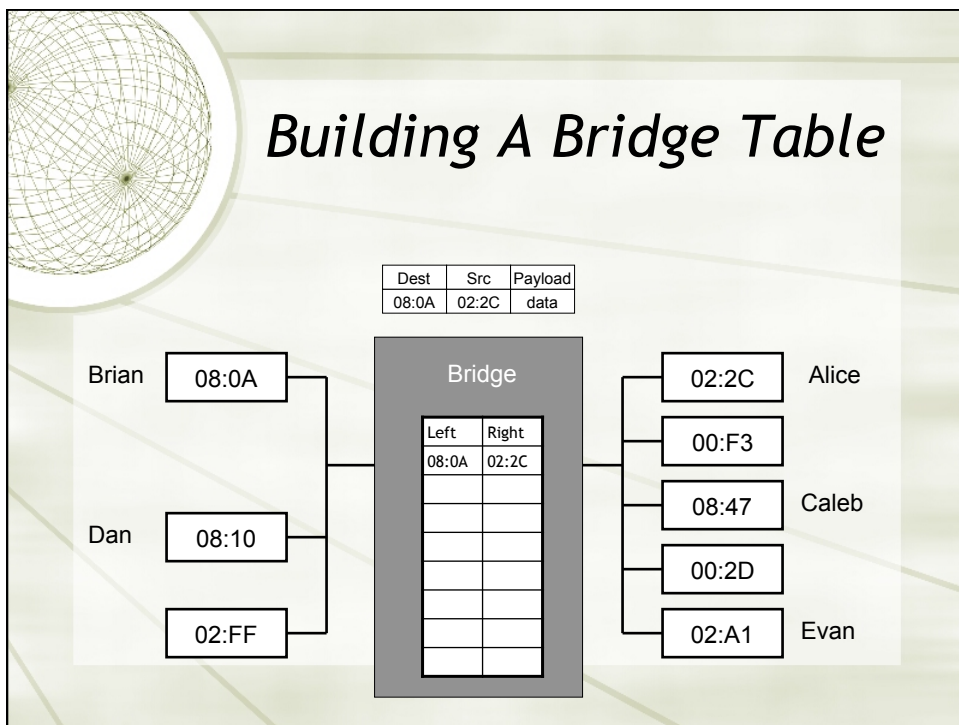 Building A Bridge Table
Dest Src Payload
08:0A 02:2C data
Bridge
Left Right
08:0A 02:2C
Brian 08:0A
Dan 08:10
02:FF
02:2C Alice
00:F3
08:47 Caleb
00:2D
02:A1 Evan